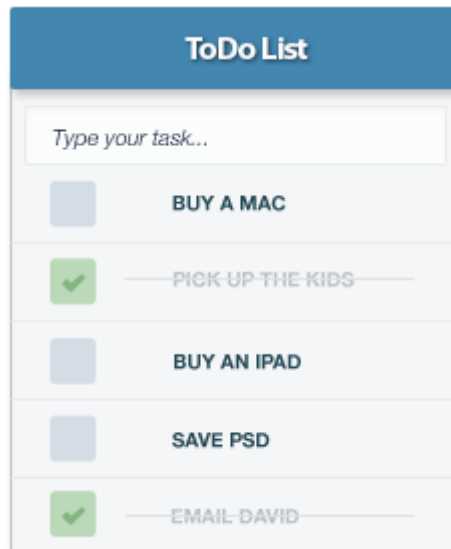 ToDo List
Type your task...
BUY A MAC
PICK UP THE KIDS
BUY AN IPAD
SAVE PSD
EMAIL DAVID